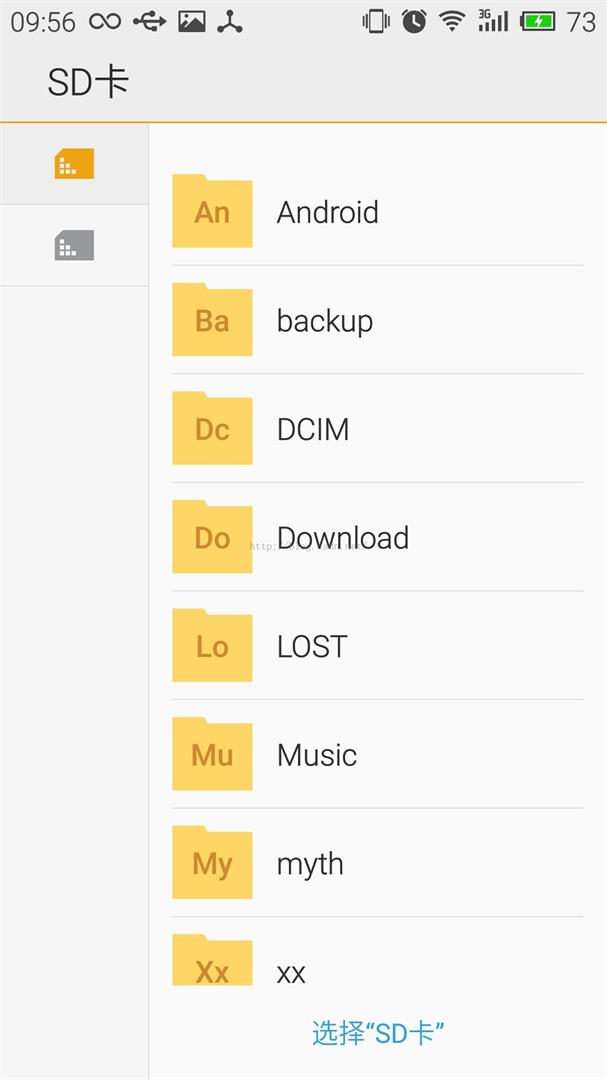 09:56 3G 73
SD卡
An Android
Ba backup
Dc DCIM
Do Download
Lo LOST
Mu Music
My myth
Xx xx
选择“SD卡”